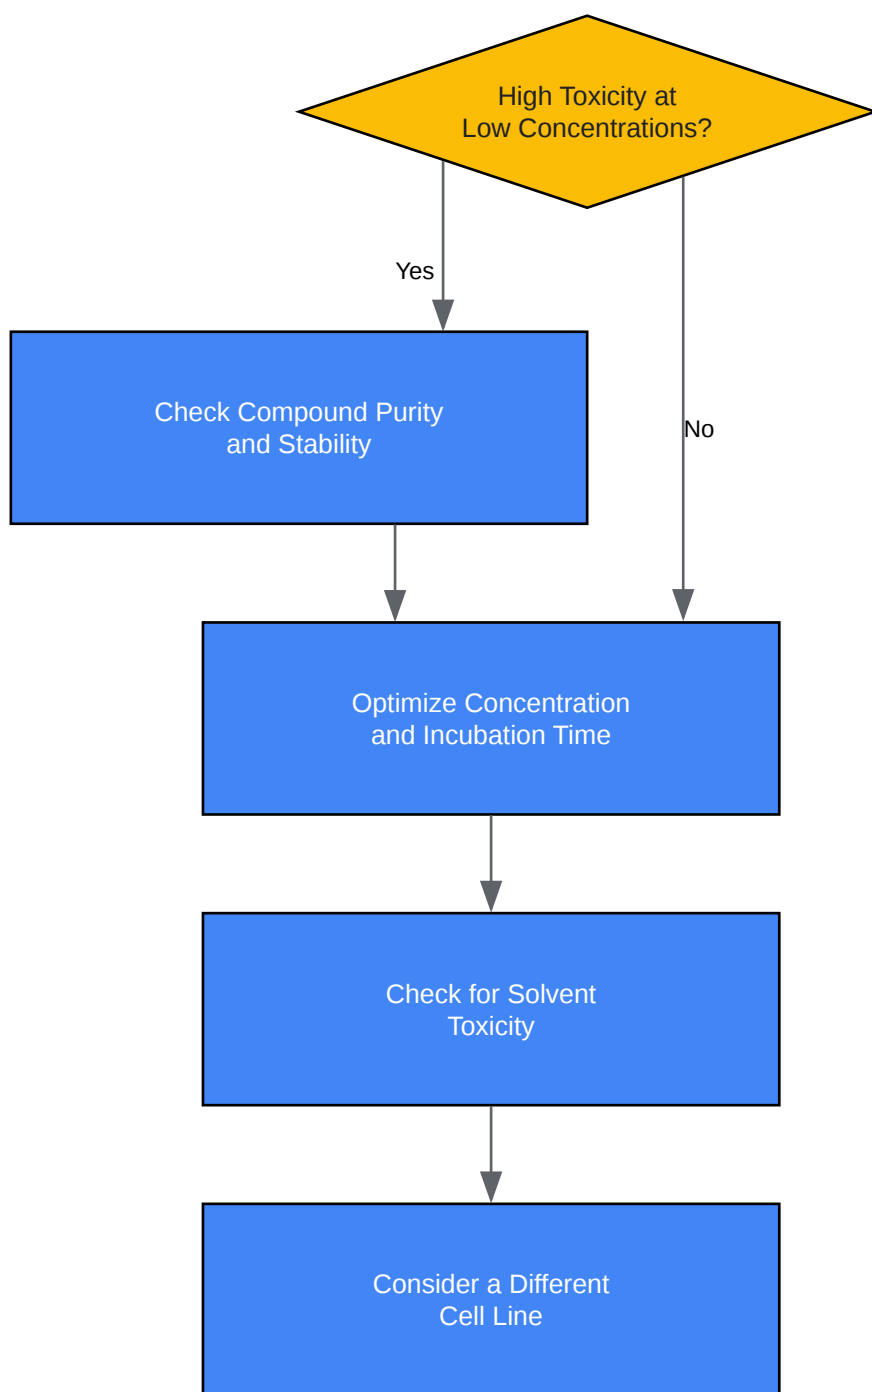 High Toxicity at
Low Concentrations?
Yes
Check Compound Purity
and Stability
No
Optimize Concentration
and Incubation Time
Check for Solvent
Toxicity
Consider a Different
Cell Line